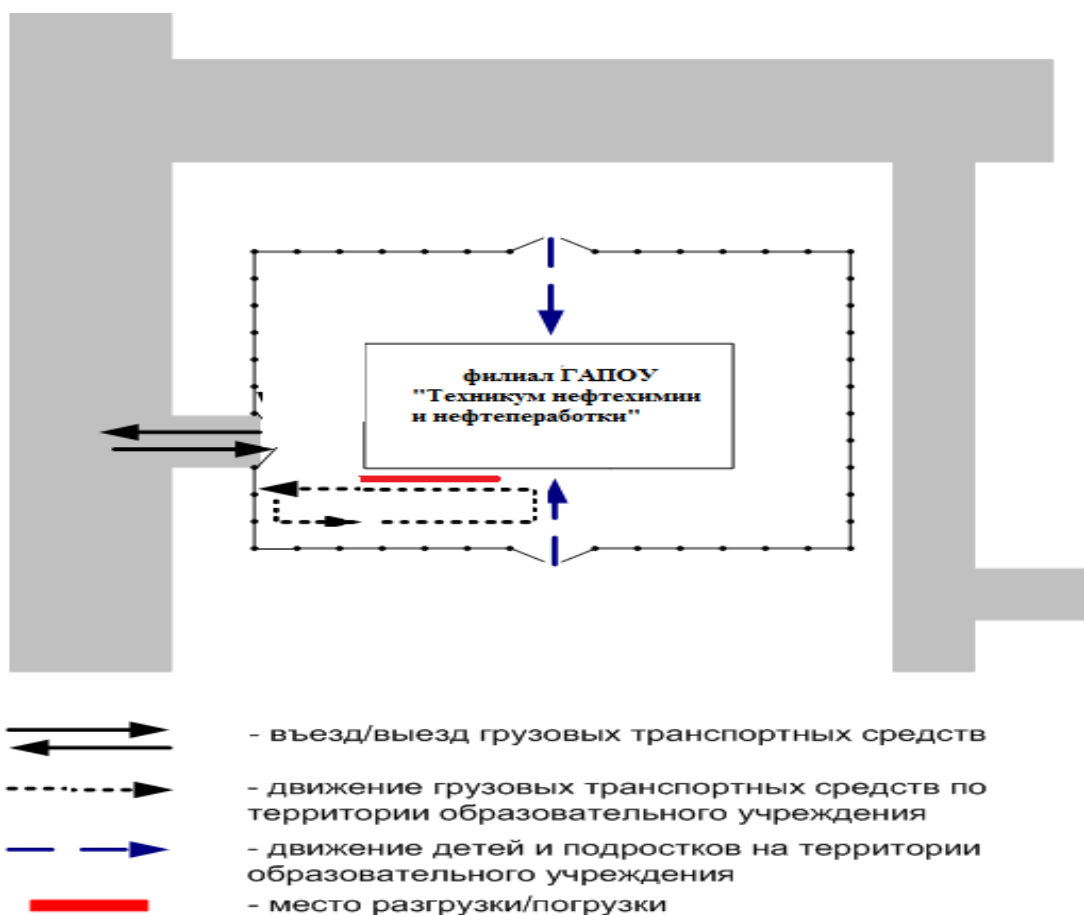 филиал ГАПОУ
"Техникум нефтехимии
и нефтепеработки"
- въезд/выезд грузовых транспортных средств
- движение грузовых транспортных средств по
территории образовательного учреждения
- движение детей и подростков на территории
образовательного учреждения
- место разгрузки/погрузки